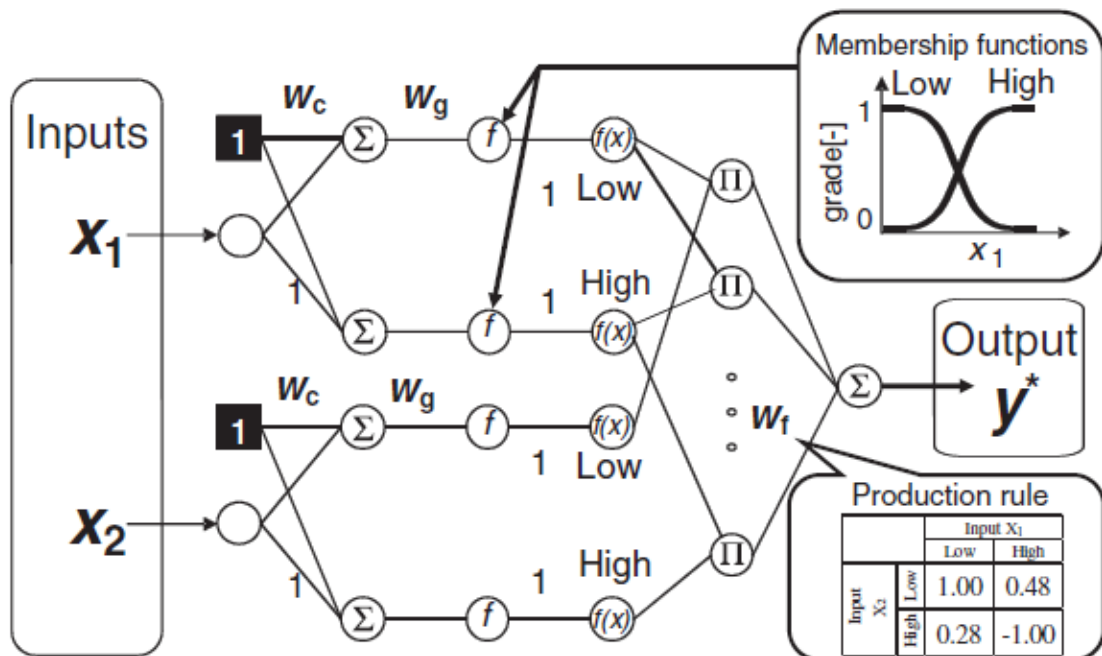 Inputs
x1
x2
1
wc
wg
Σ
f
f(x)
1
Low
1
Σ
f
1
High
f(x)
1
wc
wg
Σ
f
f(x)
1
Low
1
Σ
f
1
High
f(x)
Π
Π
Π
wf
Σ
Membership functions
Low High
1
grade[-]
0
x1
Output
y*
Production rule
Input X1
Low High
Input X2
Low 1.00 0.48
High 0.28 -1.00